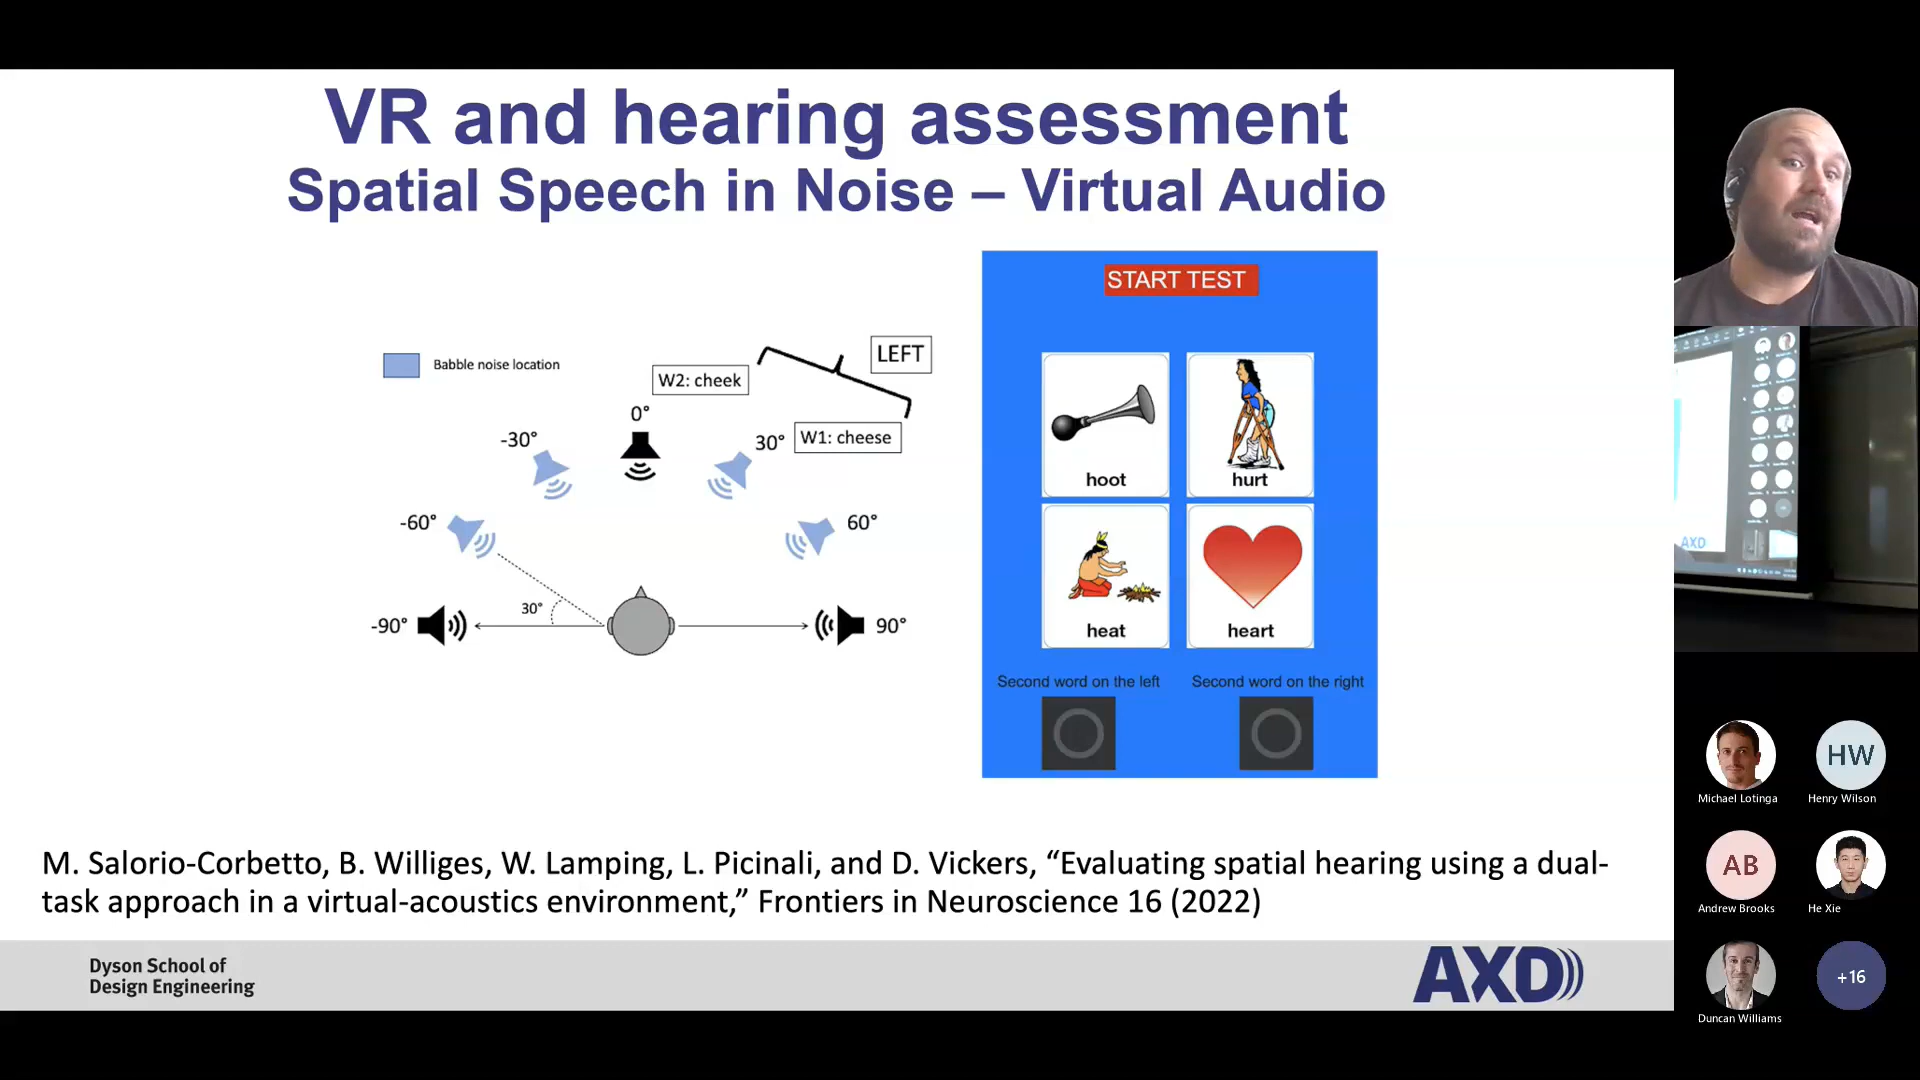 VR and hearing assessment
Spatial Speech in Noise – Virtual Audio
Babble noise location
W2: cheek
LEFT
0°
-30°
30°
W1: cheese
-60°
60°
30°
-90°
90°
START TEST
hoot
hurt
heat
heart
Second word on the left
Second word on the right
M. Salorio-Corbetto, B. Williges, W. Lamping, L. Picinali, and D. Vickers, “Evaluating spatial hearing using a dual-
task approach in a virtual-acoustics environment,” Frontiers in Neuroscience 16 (2022)
Dyson School of
Design Engineering
AXD
AXD
HW
Michael Lotinga
Henry Wilson
AB
Andrew Brooks
He Xie
+16
Duncan Williams